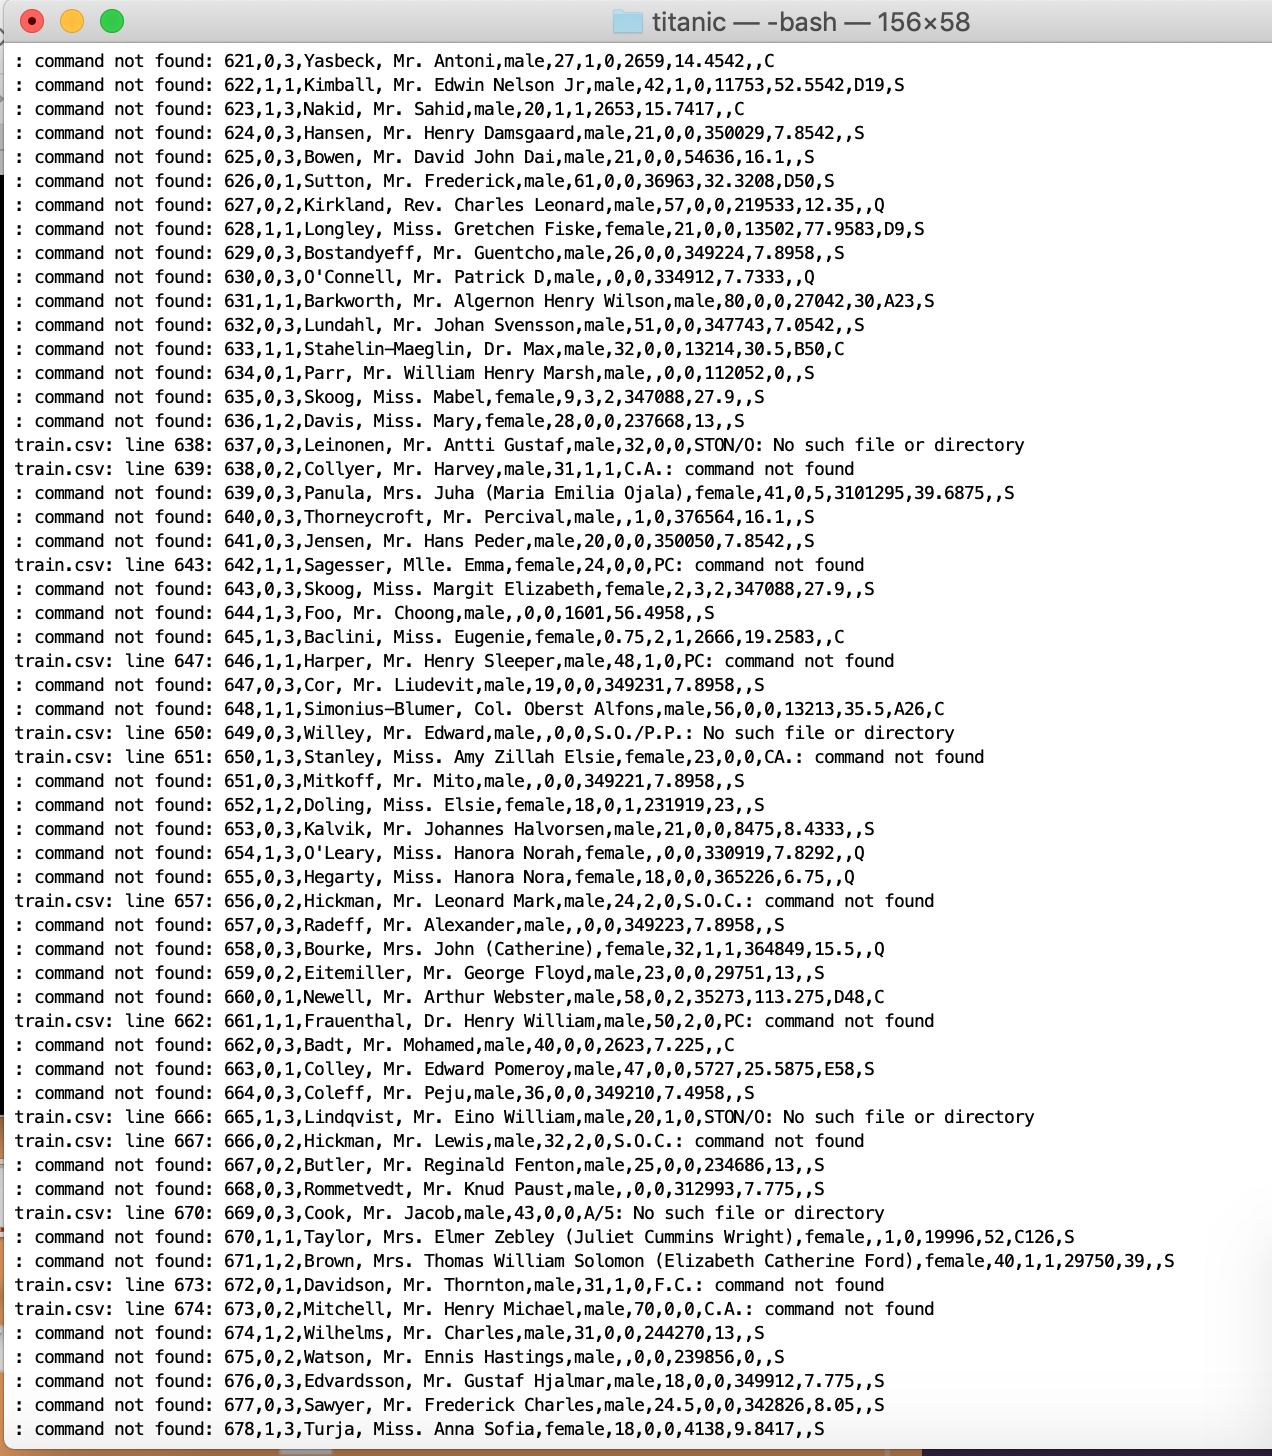 titanic — -bash — 156×58
: command not found: 621,0,3,Yasbeck, Mr. Antoni,male,27,1,0,2659,14.4542,,C
: command not found: 622,1,1,Kimball, Mr. Edwin Nelson Jr,male,42,1,0,11753,52.5542,D19,S
: command not found: 623,1,3,Nakid, Mr. Sahid,male,20,1,1,2653,15.7417,,C
: command not found: 624,0,3,Hansen, Mr. Henry Damsgaard,male,21,0,0,350029,7.8542,,S
: command not found: 625,0,3,Bowen, Mr. David John Dai,male,21,0,0,54636,16.1,,S
: command not found: 626,0,1,Sutton, Mr. Frederick,male,61,0,0,36963,32.3208,D50,S
: command not found: 627,0,2,Kirkland, Rev. Charles Leonard,male,57,0,0,219533,12.35,,Q
: command not found: 628,1,1,Longley, Miss. Gretchen Fiske,female,21,0,0,13502,77.9583,D9,S
: command not found: 629,0,3,Bostandyeff, Mr. Guentcho,male,26,0,0,349224,7.8958,,S
: command not found: 630,0,3,O'Connell, Mr. Patrick D,male,,0,0,334912,7.7333,,Q
: command not found: 631,1,1,Barkworth, Mr. Algernon Henry Wilson,male,80,0,0,27042,30,A23,S
: command not found: 632,0,3,Lundahl, Mr. Johan Svensson,male,51,0,0,347743,7.0542,,S
: command not found: 633,1,1,Stahelin-Maeglin, Dr. Max,male,32,0,0,13214,30.5,B50,C
: command not found: 634,0,1,Parr, Mr. William Henry Marsh,male,,0,0,112052,0,,S
: command not found: 635,0,3,Skoog, Miss. Mabel,female,9,3,2,347088,27.9,,S
: command not found: 636,1,2,Davis, Miss. Mary,female,28,0,0,237668,13,,S
train.csv: line 638: 637,0,3,Leinonen, Mr. Antti Gustaf,male,32,0,0,STON/O: No such file or directory
train.csv: line 639: 638,0,2,Collyer, Mr. Harvey,male,31,1,1,C.A.: command not found
: command not found: 639,0,3,Panula, Mrs. Juha (Maria Emilia Ojala),female,41,0,5,3101295,39.6875,,S
: command not found: 640,0,3,Thorneycroft, Mr. Percival,male,,1,0,376564,16.1,,S
: command not found: 641,0,3,Jensen, Mr. Hans Peder,male,20,0,0,350050,7.8542,,S
train.csv: line 643: 642,1,1,Sagesser, Mlle. Emma,female,24,0,0,PC: command not found
: command not found: 643,0,3,Skoog, Miss. Margit Elizabeth,female,2,3,2,347088,27.9,,S
: command not found: 644,1,3,Foo, Mr. Choong,male,,0,0,1601,56.4958,,S
: command not found: 645,1,3,Baclini, Miss. Eugenie,female,0.75,2,1,2666,19.2583,,C
train.csv: line 647: 646,1,1,Harper, Mr. Henry Sleeper,male,48,1,0,PC: command not found
: command not found: 647,0,3,Cor, Mr. Liudevit,male,19,0,0,349231,7.8958,,S
: command not found: 648,1,1,Simonius-Blumer, Col. Oberst Alfons,male,56,0,0,13213,35.5,A26,C
train.csv: line 650: 649,0,3,Willey, Mr. Edward,male,,0,0,S.O./P.P.: No such file or directory
train.csv: line 651: 650,1,3,Stanley, Miss. Amy Zillah Elsie,female,23,0,0,CA.: command not found
: command not found: 651,0,3,Mitkoff, Mr. Mito,male,,0,0,349221,7.8958,,S
: command not found: 652,1,2,Doling, Miss. Elsie,female,18,0,1,231919,23,,S
: command not found: 653,0,3,Kalvik, Mr. Johannes Halvorsen,male,21,0,0,8475,8.4333,,S
: command not found: 654,1,3,O'Leary, Miss. Hanora Norah,female,,0,0,330919,7.8292,,Q
: command not found: 655,0,3,Hegarty, Miss. Hanora Nora,female,18,0,0,365226,6.75,,Q
train.csv: line 657: 656,0,2,Hickman, Mr. Leonard Mark,male,24,2,0,S.O.C.: command not found
: command not found: 657,0,3,Radeff, Mr. Alexander,male,,0,0,349223,7.8958,,S
: command not found: 658,0,3,Bourke, Mrs. John (Catherine),female,32,1,1,364849,15.5,,Q
: command not found: 659,0,2,Eitemiller, Mr. George Floyd,male,23,0,0,29751,13,,S
: command not found: 660,0,1,Newell, Mr. Arthur Webster,male,58,0,2,35273,113.275,D48,C
train.csv: line 662: 661,1,1,Frauenthal, Dr. Henry William,male,50,2,0,PC: command not found
: command not found: 662,0,3,Badt, Mr. Mohamed,male,40,0,0,2623,7.225,,C
: command not found: 663,0,1,Colley, Mr. Edward Pomeroy,male,47,0,0,5727,25.5875,E58,S
: command not found: 664,0,3,Coleff, Mr. Peju,male,36,0,0,349210,7.4958,,S
train.csv: line 666: 665,1,3,Lindqvist, Mr. Eino William,male,20,1,0,STON/O: No such file or directory
train.csv: line 667: 666,0,2,Hickman, Mr. Lewis,male,32,2,0,S.O.C.: command not found
: command not found: 667,0,2,Butler, Mr. Reginald Fenton,male,25,0,0,234686,13,,S
: command not found: 668,0,3,Rommetvedt, Mr. Knud Paust,male,,0,0,312993,7.775,,S
train.csv: line 670: 669,0,3,Cook, Mr. Jacob,male,43,0,0,A/5: No such file or directory
: command not found: 670,1,1,Taylor, Mrs. Elmer Zebley (Juliet Cummins Wright),female,,1,0,19996,52,C126,S
: command not found: 671,1,2,Brown, Mrs. Thomas William Solomon (Elizabeth Catherine Ford),female,40,1,1,29750,39,,S
train.csv: line 673: 672,0,1,Davidson, Mr. Thornton,male,31,1,0,F.C.: command not found
train.csv: line 674: 673,0,2,Mitchell, Mr. Henry Michael,male,70,0,0,C.A.: command not found
: command not found: 674,1,2,Wilhelms, Mr. Charles,male,31,0,0,244270,13,,S
: command not found: 675,0,2,Watson, Mr. Ennis Hastings,male,,0,0,239856,0,,S
: command not found: 676,0,3,Edvardsson, Mr. Gustaf Hjalmar,male,18,0,0,349912,7.775,,S
: command not found: 677,0,3,Sawyer, Mr. Frederick Charles,male,24.5,0,0,342826,8.05,,S
: command not found: 678,1,3,Turja, Miss. Anna Sofia,female,18,0,0,4138,9.8417,,S